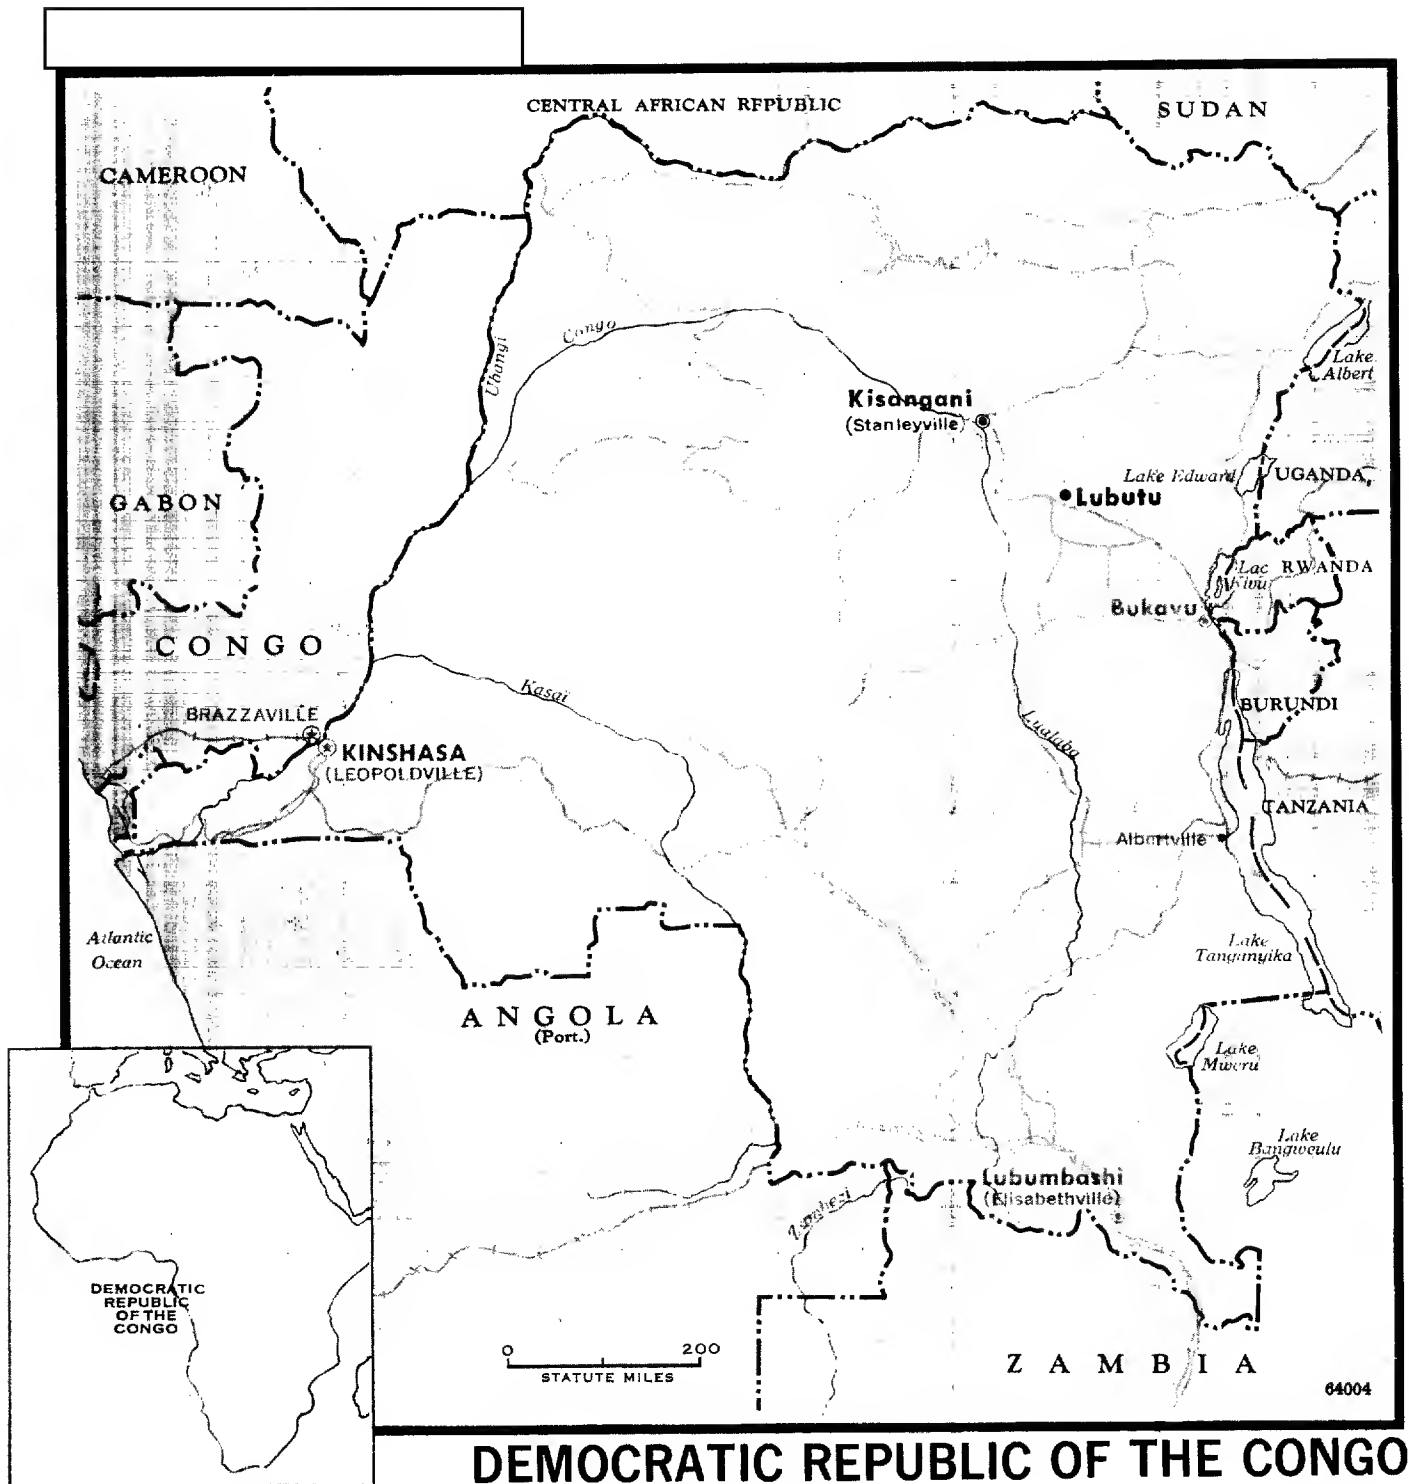 CENTRAL AFRICAN RFPUBLIC
SUDAN
CAMEROON
Ubangi
Congo
Lake
Albert
Kisangani
(Stanleyville)
Lake Edward
UGANDA
Lubutu
GABON
Lac
Kivu
RWANDA
Bukavu
CONGO
Kasai
BRAZZAVILLE
KINSHASA
(LEOPOLDVILLE)
Lualaba
BURUNDI
TANZANIA
Albertville
Atlantic
Ocean
Lake
Tanganyika
ANGOLA
(Port.)
Lake
Mweru
Lake
Bangweulu
Lubumbashi
(Elisabethville)
Zambezi
DEMOCRATIC
REPUBLIC
OF THE
CONGO
0 200
STATUTE MILES
ZAMBIA
64004
DEMOCRATIC REPUBLIC OF THE CONGO